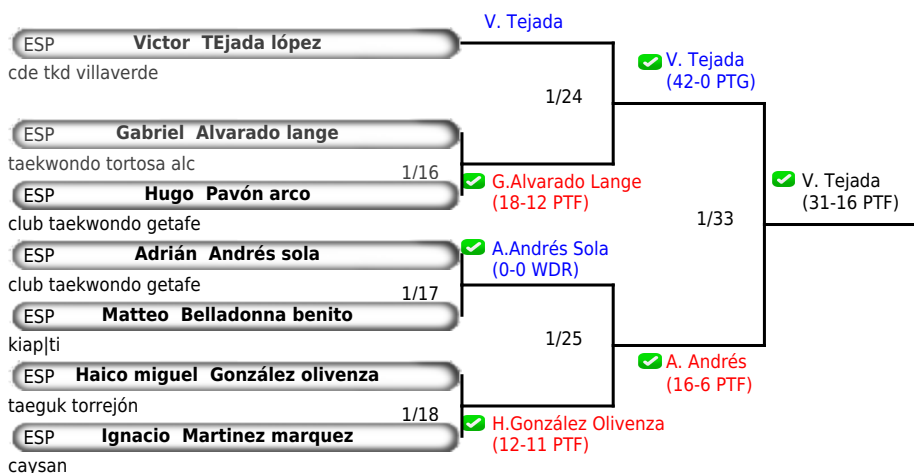 V. Tejada
ESP Victor TEjada lópez
cde tkd villaverde
V. Tejada
(42-0 PTG)
1/24
ESP Gabriel Alvarado lange
taekwondo tortosa alc
1/16
G.Alvarado Lange
(18-12 PTF)
ESP Hugo Pavón arco
club taekwondo getafe
V. Tejada
(31-16 PTF)
1/33
ESP Adrián Andrés sola
club taekwondo getafe
A.Andrés Sola
(0-0 WDR)
1/17
ESP Matteo Belladonna benito
kiap|ti
1/25
A. Andrés
(16-6 PTF)
ESP Haico miguel González olivenza
taeguk torrejón
1/18
H.González Olivenza
(12-11 PTF)
ESP Ignacio Martinez marquez
caysan